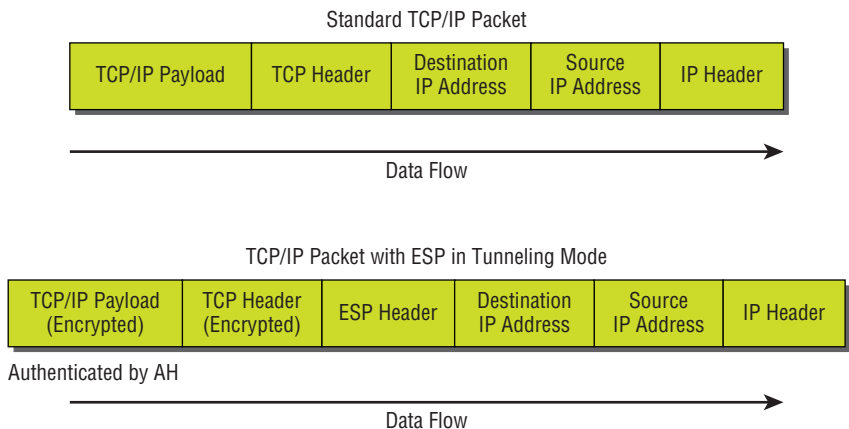 Standard TCP/IP Packet
TCP/IP Payload
TCP Header
Destination
IP Address
Source
IP Address
IP Header
Data Flow
TCP/IP Packet with ESP in Tunneling Mode
TCP/IP Payload
(Encrypted)
TCP Header
(Encrypted)
ESP Header
Destination
IP Address
Source
IP Address
IP Header
Authenticated by AH
Data Flow